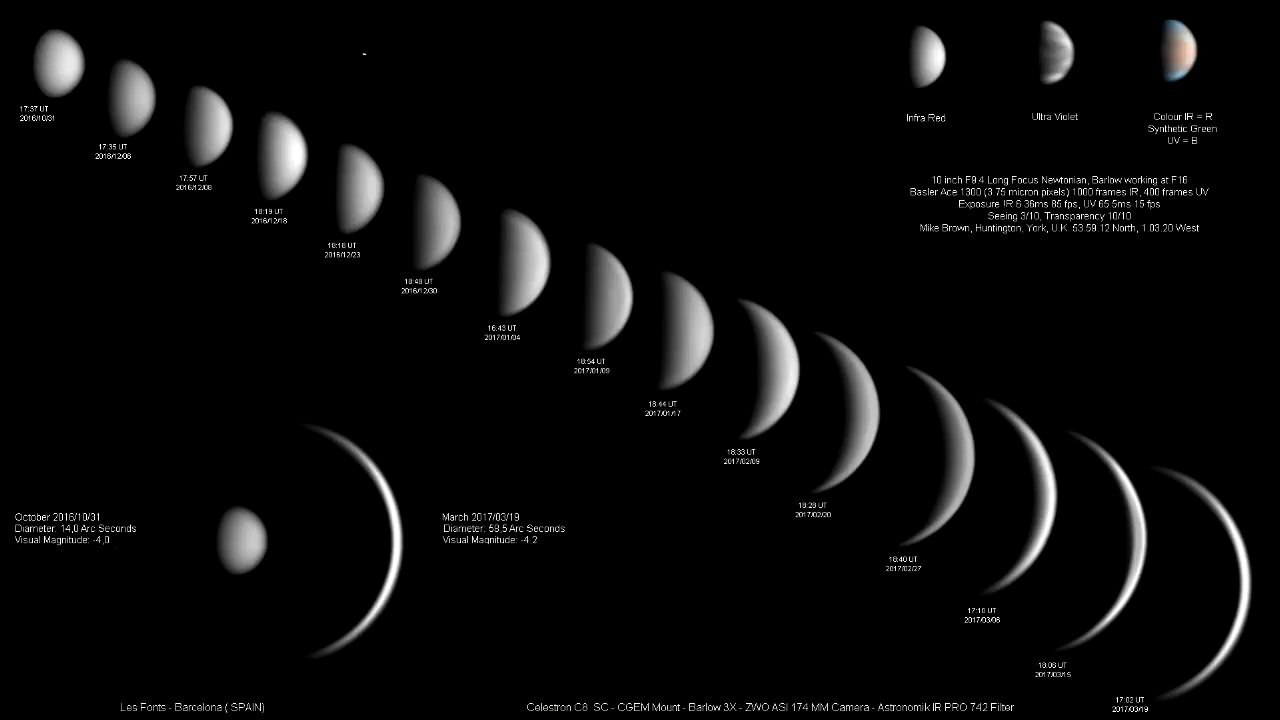 17:37 UT
2016/10/31
17:35 UT
2016/12/06
17:57 UT
2016/12/08
18:19 UT
2016/12/18
18:18 UT
2016/12/23
18:48 UT
2016/12/30
16:43 UT
2017/01/04
18:54 UT
2017/01/09
18:44 UT
2017/01/17
18:33 UT
2017/02/09
18:28 UT
2017/02/20
18:40 UT
2017/02/27
17:10 UT
2017/03/08
18:06 UT
2017/03/15
17:02 UT
2017/03/19
Infra Red
Ultra Violet
Colour IR = R
Synthetic Green
UV = B
10 inch F9.4 Long Focus Newtonian, Barlow working at F16
Basler Ace 1300 (3.75 micron pixels) 1000 frames IR, 400 frames UV
Exposure IR 6.36ms 85 fps, UV 65.5ms 15 fps
Seeing 3/10, Transparency 10/10
Mike Brown, Huntington, York, U.K. 53.59.12 North, 1.03.20 West
October 2016/10/31
Diameter: 14,0 Arc Seconds
Visual Magnitude: -4,0
March 2017/03/19
Diameter: 58,5 Arc Seconds
Visual Magnitude: -4.2
Les Fonts - Barcelona ( SPAIN)
Celestron C8 SC - CGEM Mount - Barlow 3X - ZWO ASI 174 MM Camera - Astronomik IR PRO 742 Filter